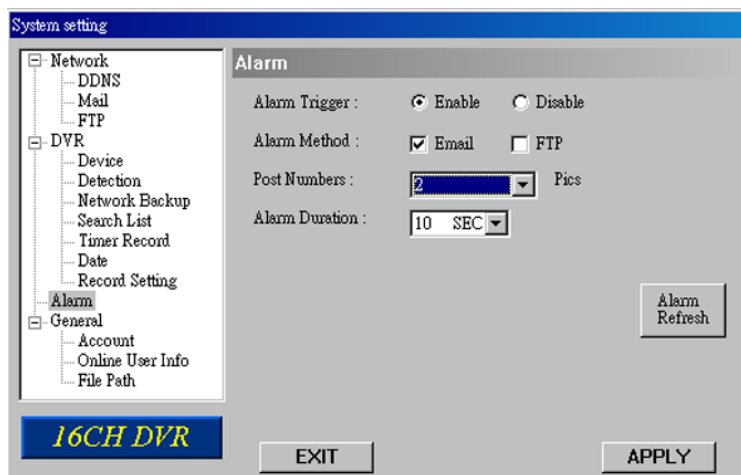 System setting
Network
DDNS
Mail
FTP
DVR
Device
Detection
Network Backup
Search List
Timer Record
Date
Record Setting
Alarm
General
Account
Online User Info
File Path
16CH DVR
Alarm
Alarm Trigger : Enable Disable
Alarm Method : Email FTP
Post Numbers : 2 Pics
Alarm Duration : 10 SEC
Alarm
Refresh
EXIT APPLY